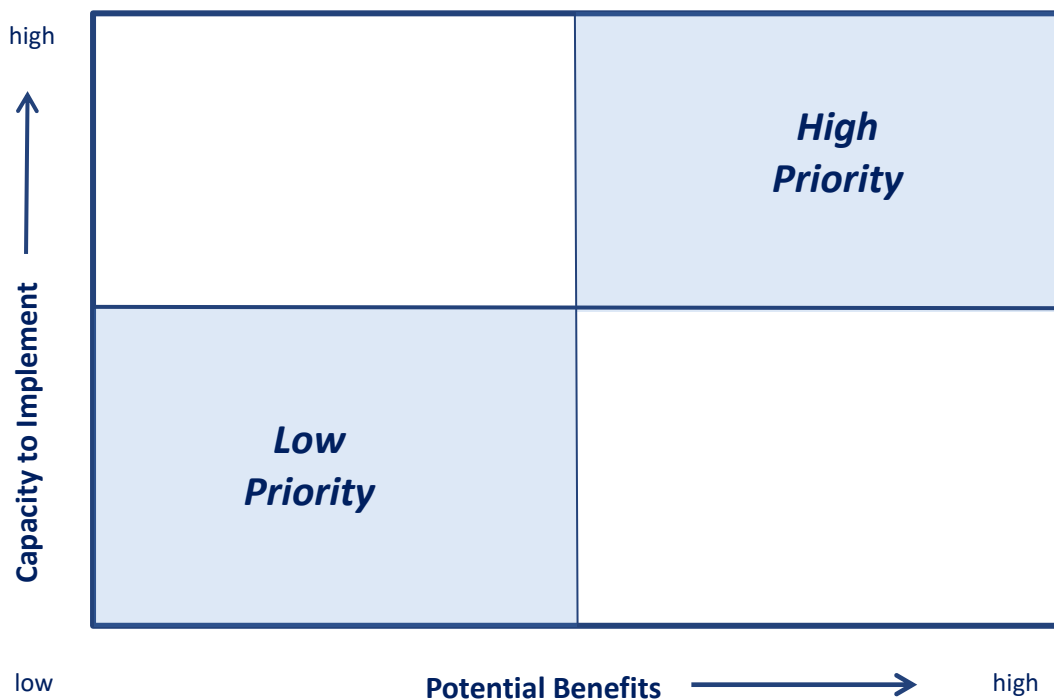 high
High
Priority
Capacity to Implement
Low
Priority
low
Potential Benefits
high